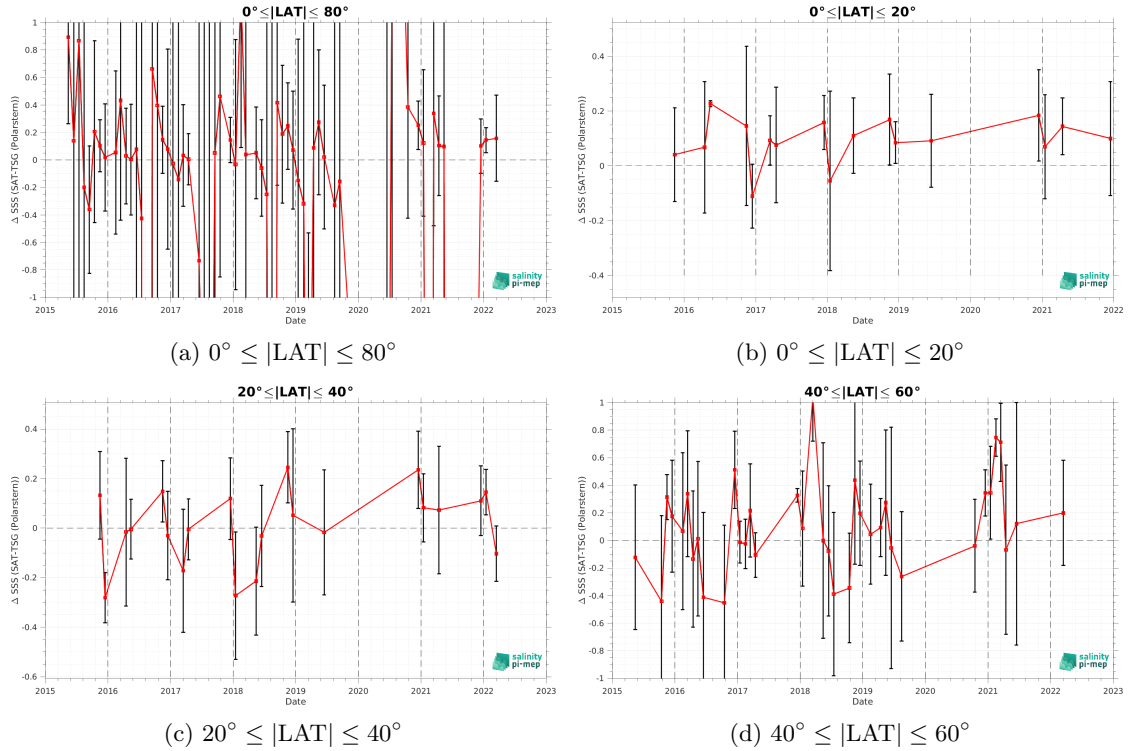 0°≤|LAT|≤ 80°
Δ SSS (SAT-TSG (Polarstern))
1
0.8
0.6
0.4
0.2
0
-0.2
-0.4
-0.6
-0.8
-1
2015 2016 2017 2018 2019 2020 2021 2022 2023
Date
salinity
pi-mep
(a) 0° ≤ |LAT| ≤ 80°
0°≤|LAT|≤ 20°
Δ SSS (SAT-TSG (Polarstern))
0.4
0.2
0
-0.2
-0.4
2016 2017 2018 2019 2020 2021 2022
Date
salinity
pi-mep
(b) 0° ≤ |LAT| ≤ 20°
20°≤|LAT|≤ 40°
Δ SSS (SAT-TSG (Polarstern))
0.4
0.2
0
-0.2
-0.4
-0.6
2015 2016 2017 2018 2019 2020 2021 2022 2023
Date
salinity
pi-mep
(c) 20° ≤ |LAT| ≤ 40°
40°≤|LAT|≤ 60°
Δ SSS (SAT-TSG (Polarstern))
1
0.8
0.6
0.4
0.2
0
-0.2
-0.4
-0.6
-0.8
-1
2015 2016 2017 2018 2019 2020 2021 2022 2023
Date
salinity
pi-mep
(d) 40° ≤ |LAT| ≤ 60°